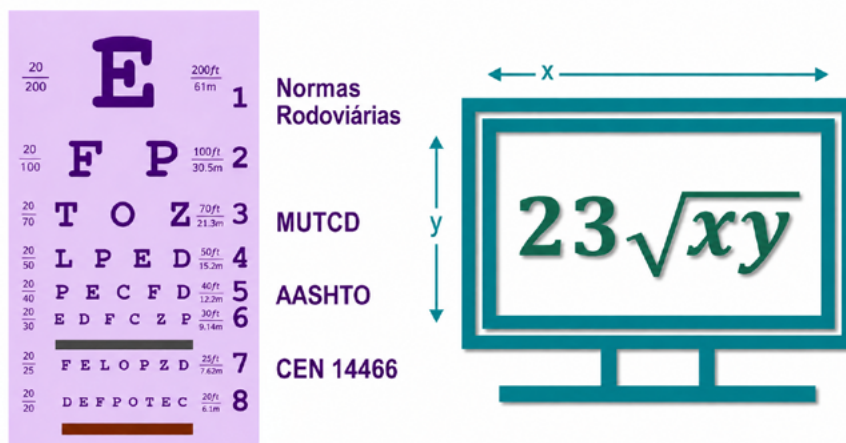 20/200 E 200ft/61m 1
20/100 F P 100ft/30.5m 2
20/70 T O Z 70ft/21.3m 3
20/50 L P E D 50ft/15.2m 4
20/40 P E C F D 40ft/12.2m 5
20/30 E D F C Z P 30ft/9.14m 6
20/25 F E L O P Z D 25ft/7.62m 7
20/20 D E F P O T E C 20ft/6.1m 8
Normas
Rodoviárias
MUTCD
AASHTO
CEN 14466
x
y
23√xy